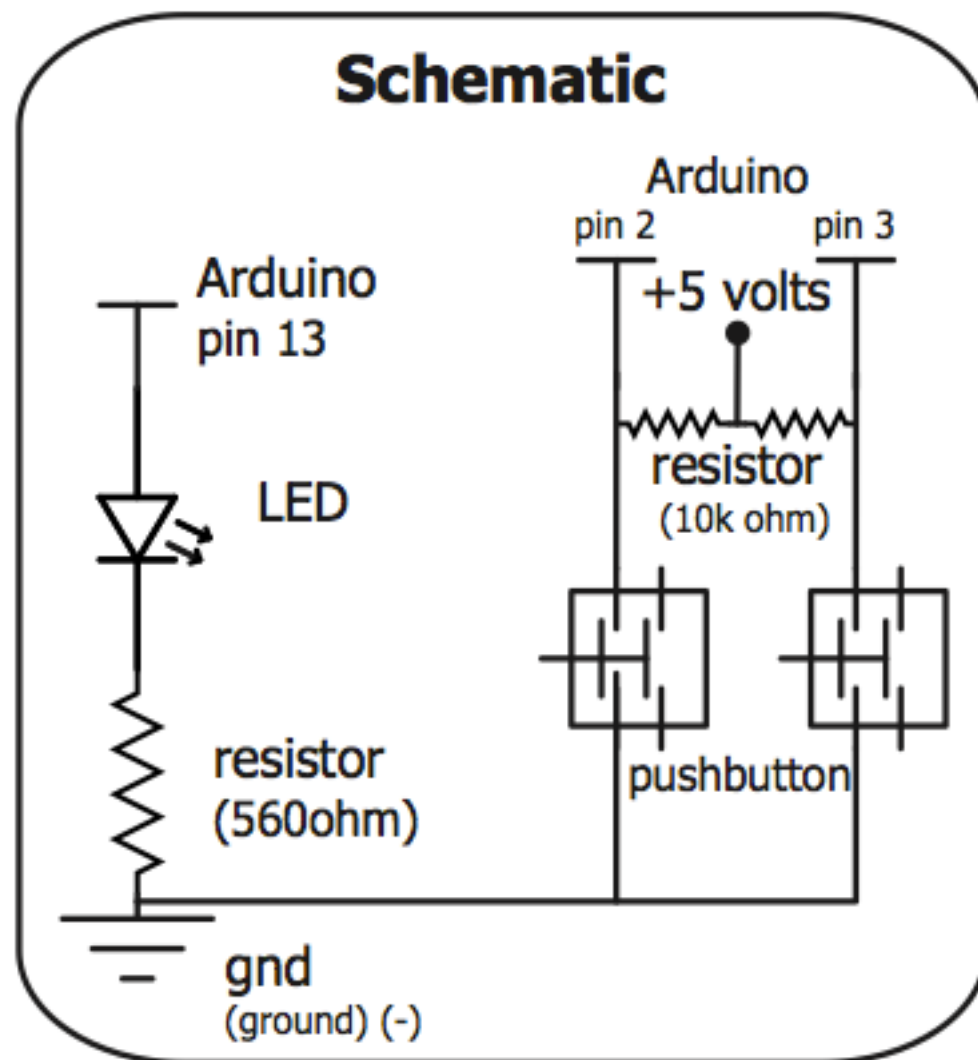 Schematic
Arduino
pin 2
pin 3
+5 volts
Arduino
pin 13
resistor
(10k ohm)
LED
pushbutton
resistor
(560ohm)
gnd
(ground) (-)